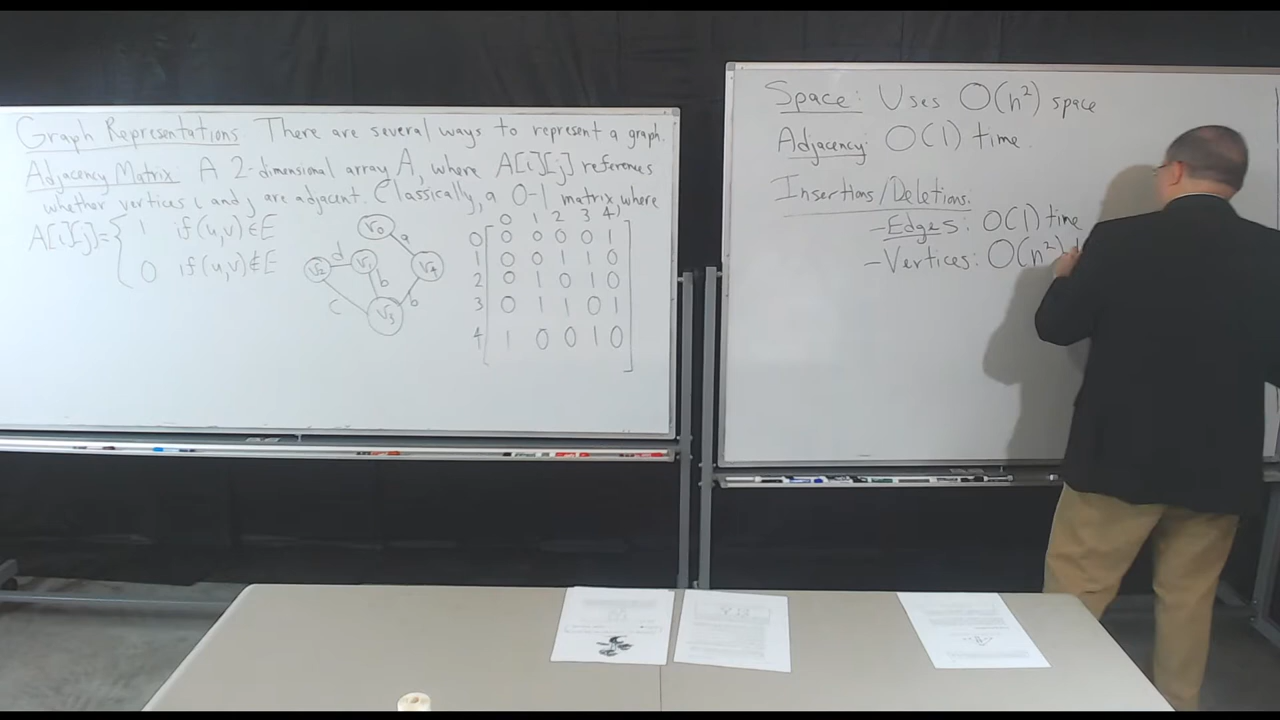 Graph Representations There are several ways to represent a graph.
Adjacency Matrix A 2-dimensional array A, where A[i][j] references
whether vertices i and j are adjacent. Classically, a 0-1 matrix, where
A[i][j]= { 1 if (u,v)∈E
0 if (u,v)∉E
v0
a
d
v2 v1 v4
b
c b
v3
0 1 2 3 4
0 0 0 0 0 1
1 0 0 1 1 0
2 0 1 0 1 0
3 0 1 1 0 1
4 1 0 0 1 0
Space: Uses O(n²) space
Adjacency: O(1) time
Insertions/Deletions:
-Edges: O(1) time
-Vertices: O(n²) t